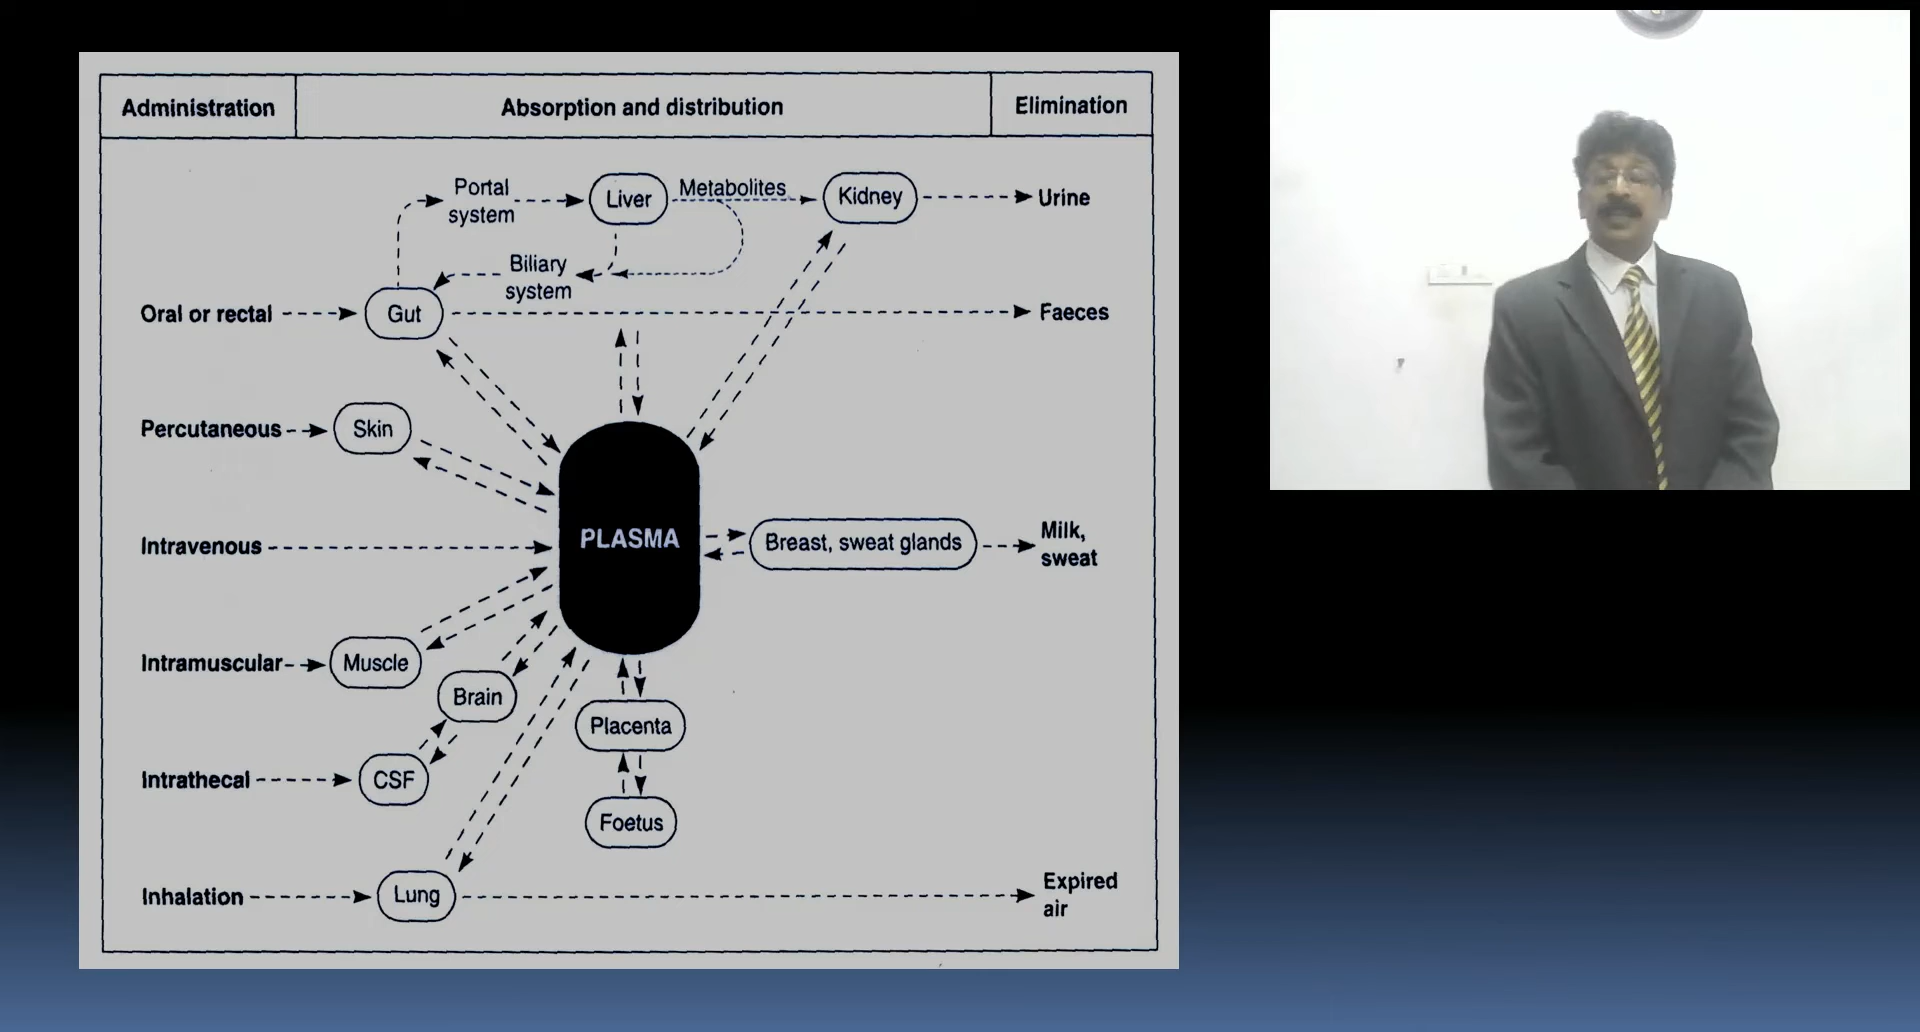 Administration
Absorption and distribution
Elimination
Portal
system
Liver
Metabolites
Kidney
Urine
Biliary
system
Oral or rectal
Gut
Faeces
Percutaneous
Skin
Intravenous
PLASMA
Breast, sweat glands
Milk,
sweat
Intramuscular
Muscle
Brain
Placenta
Intrathecal
CSF
Foetus
Inhalation
Lung
Expired
air